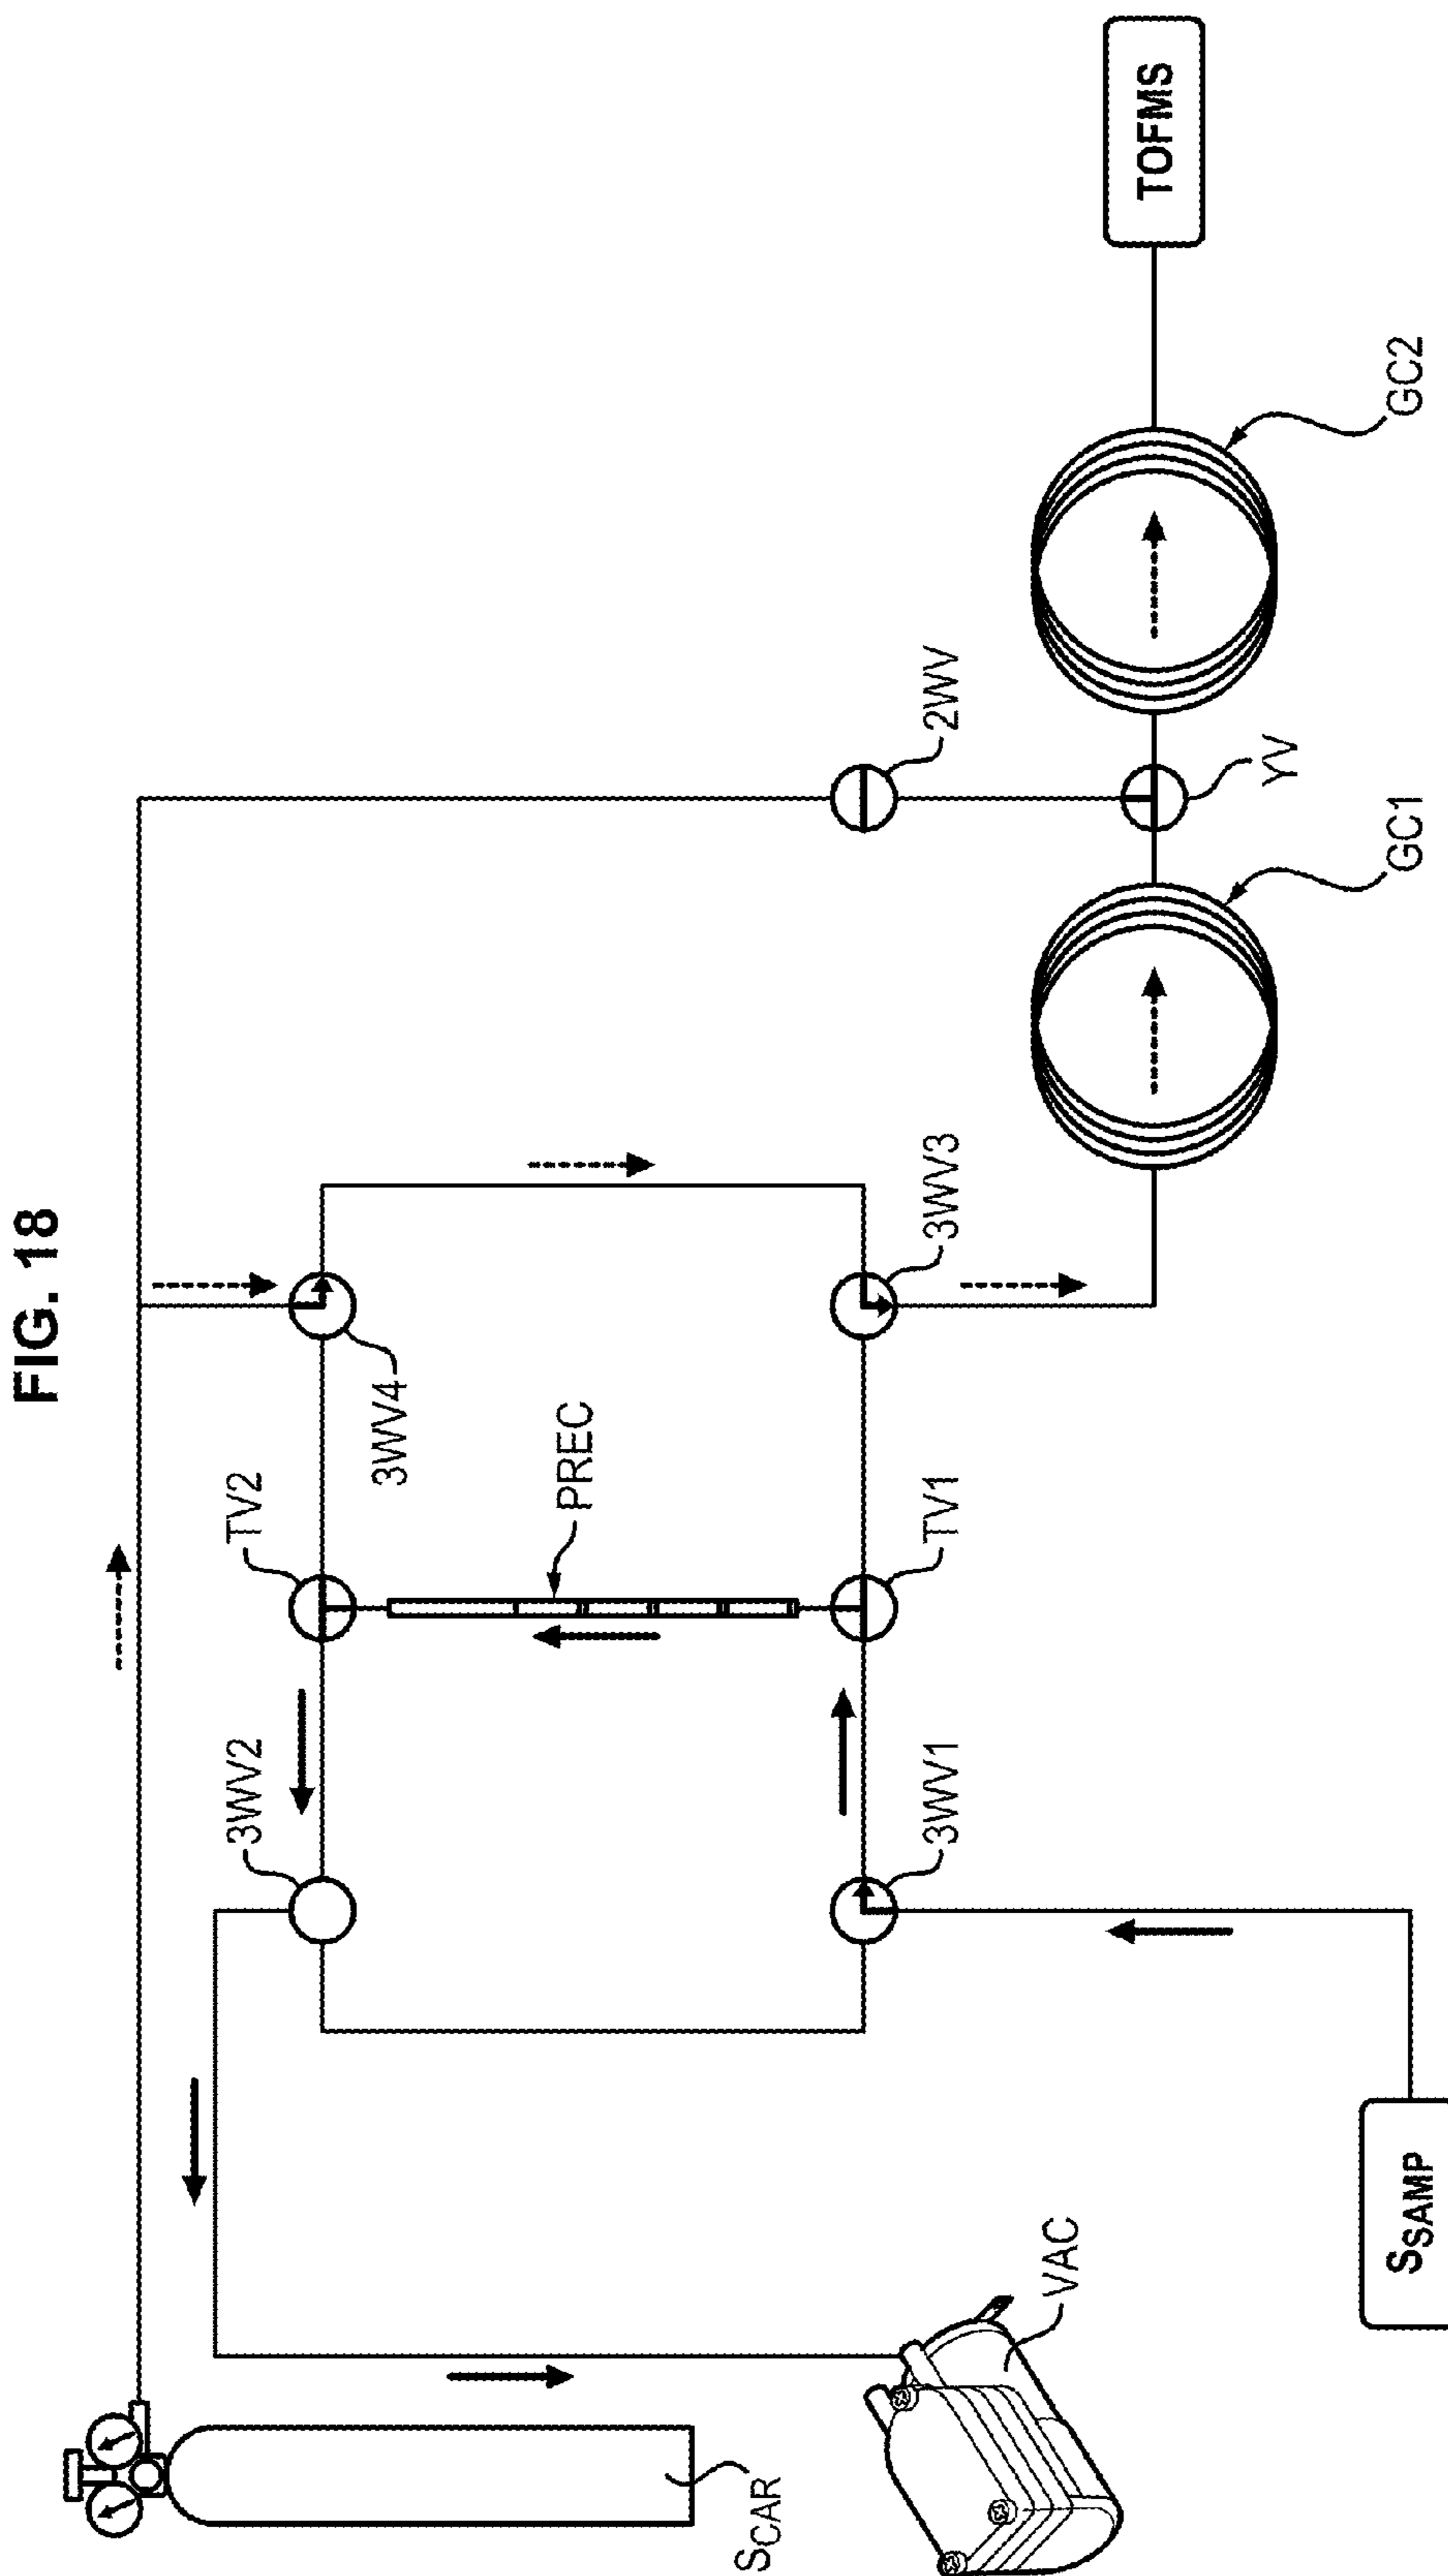 FIG. 18
TOFMS
GC2
2WV
YV
GC1
3WV4
3WV3
TV2
PREC
TV1
3WV2
3WV1
VAC
SCAR
SSAMP